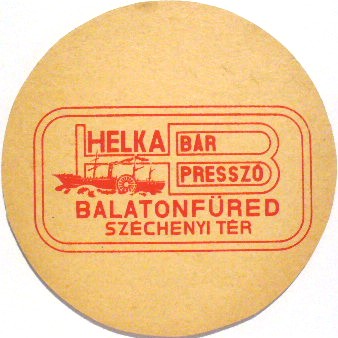 HELKA BÁR
PRESSZÓ
BALATONFÜRED
SZÉCHENYI TÉR